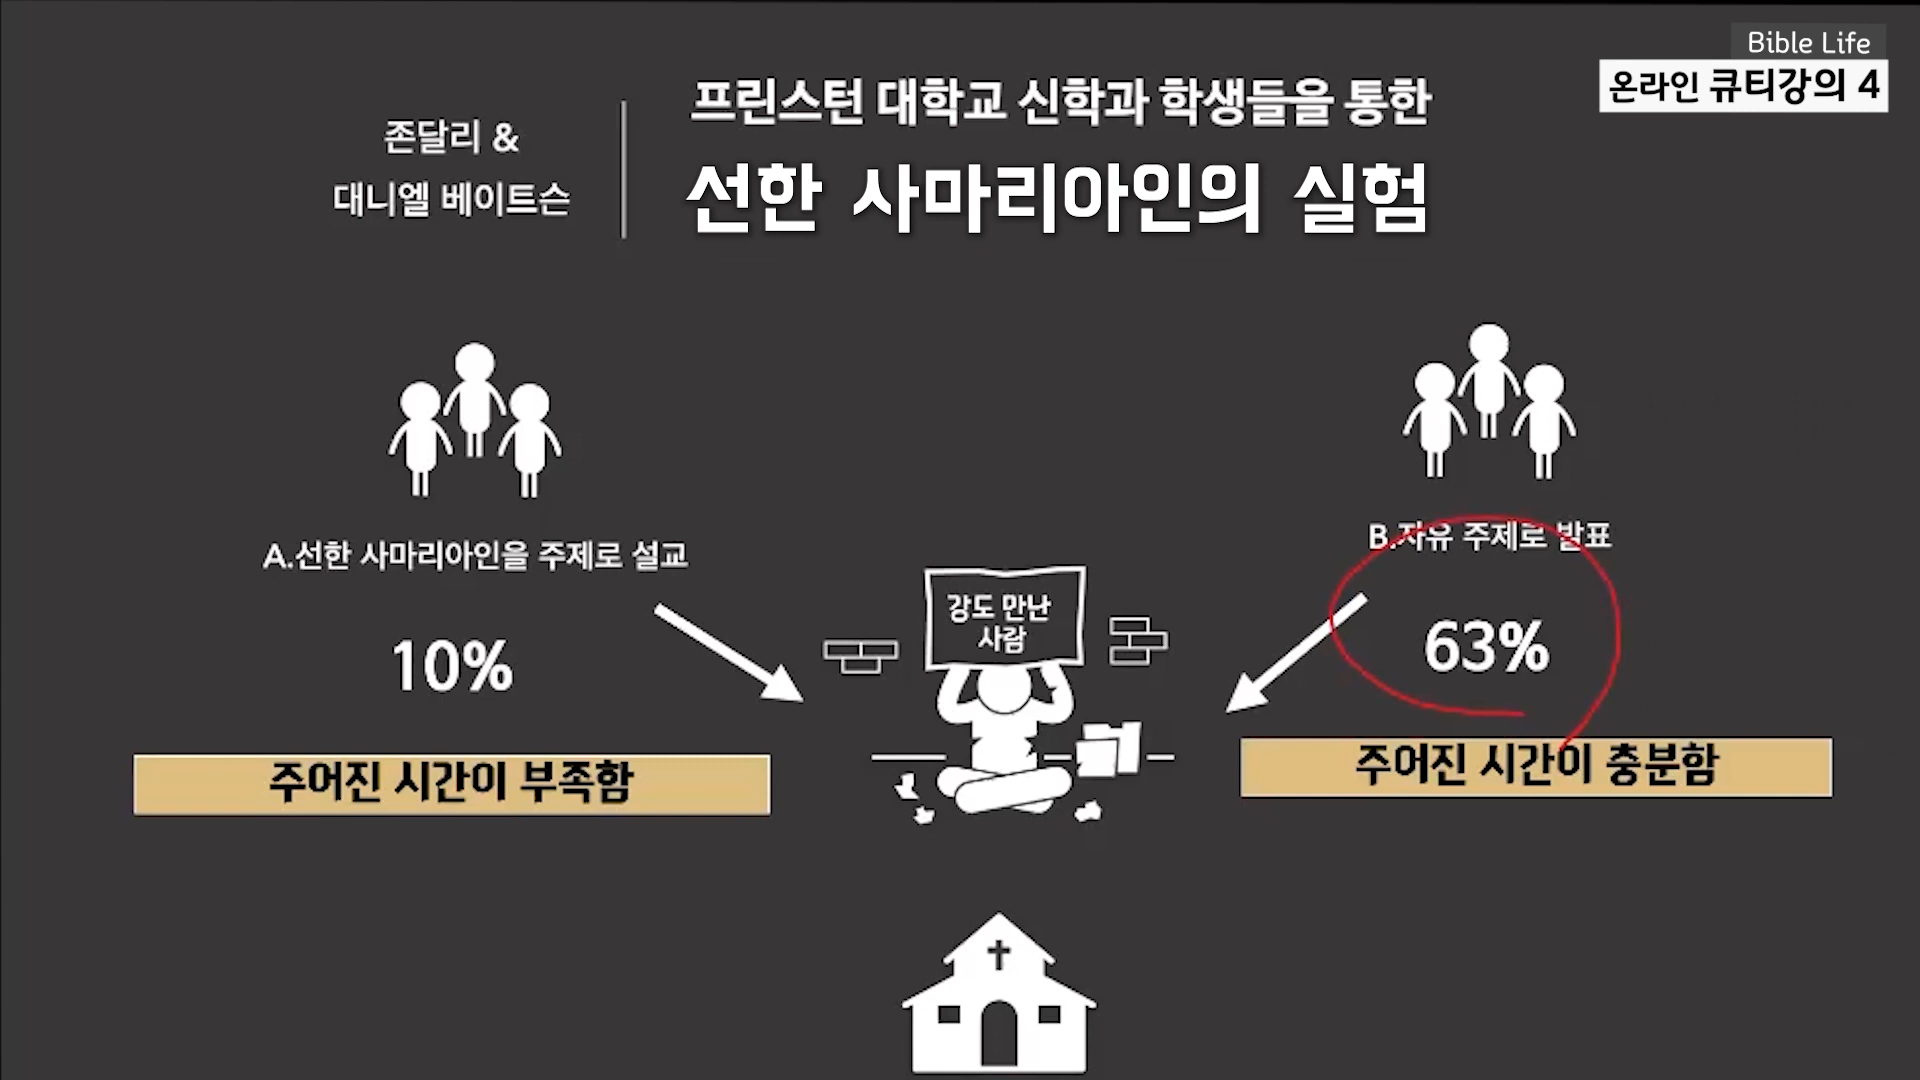 Bible Life
온라인 큐티강의 4
존달리 &
대니엘 베이트슨
프린스턴 대학교 신학과 학생들을 통한
선한 사마리아인의 실험
A.선한 사마리아인을 주제로 설교
10%
주어진 시간이 부족함
강도 만난
사람
B.자유 주제로 발표
63%
주어진 시간이 충분함